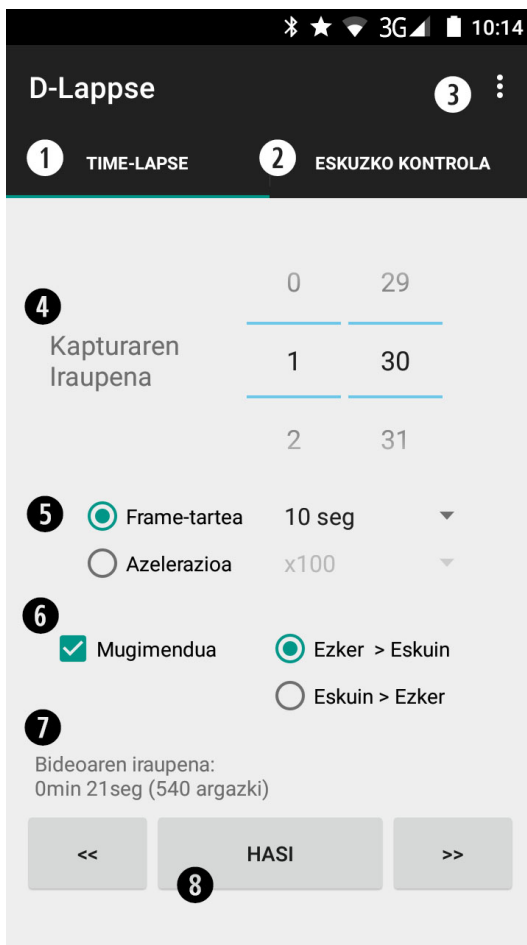 3G 10:14
D-Lappse 3
1 TIME-LAPSE 2 ESKUZKO KONTROLA
0 29
4
Kapturaren
Iraupena
1 30
2 31
5 Frame-tartea 10 seg
Azelerazioa x100
6
Mugimendua Ezker > Eskuin
Eskuin > Ezker
7
Bideoaren iraupena:
0min 21seg (540 argazki)
<< HASI >>
8